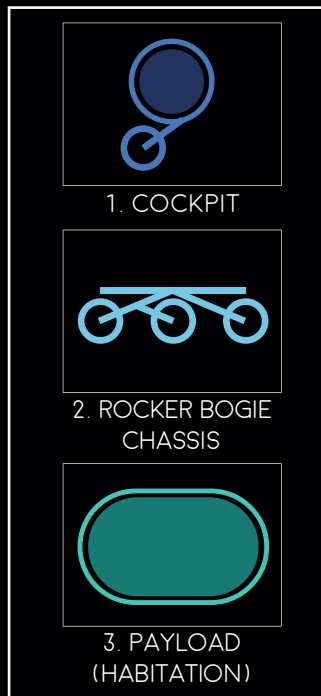 1. COCKPIT
2. ROCKER BOGIE
CHASSIS
3. PAYLOAD
(HABITATION)